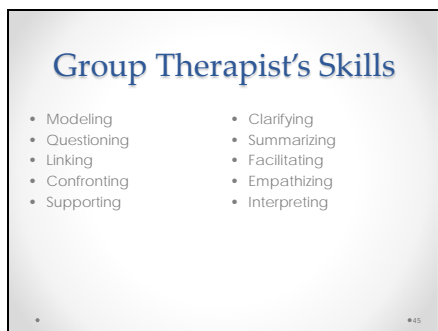 Group Therapist's Skills
• Modeling
• Questioning
• Linking
• Confronting
• Supporting
• Clarifying
• Summarizing
• Facilitating
• Empathizing
• Interpreting
45